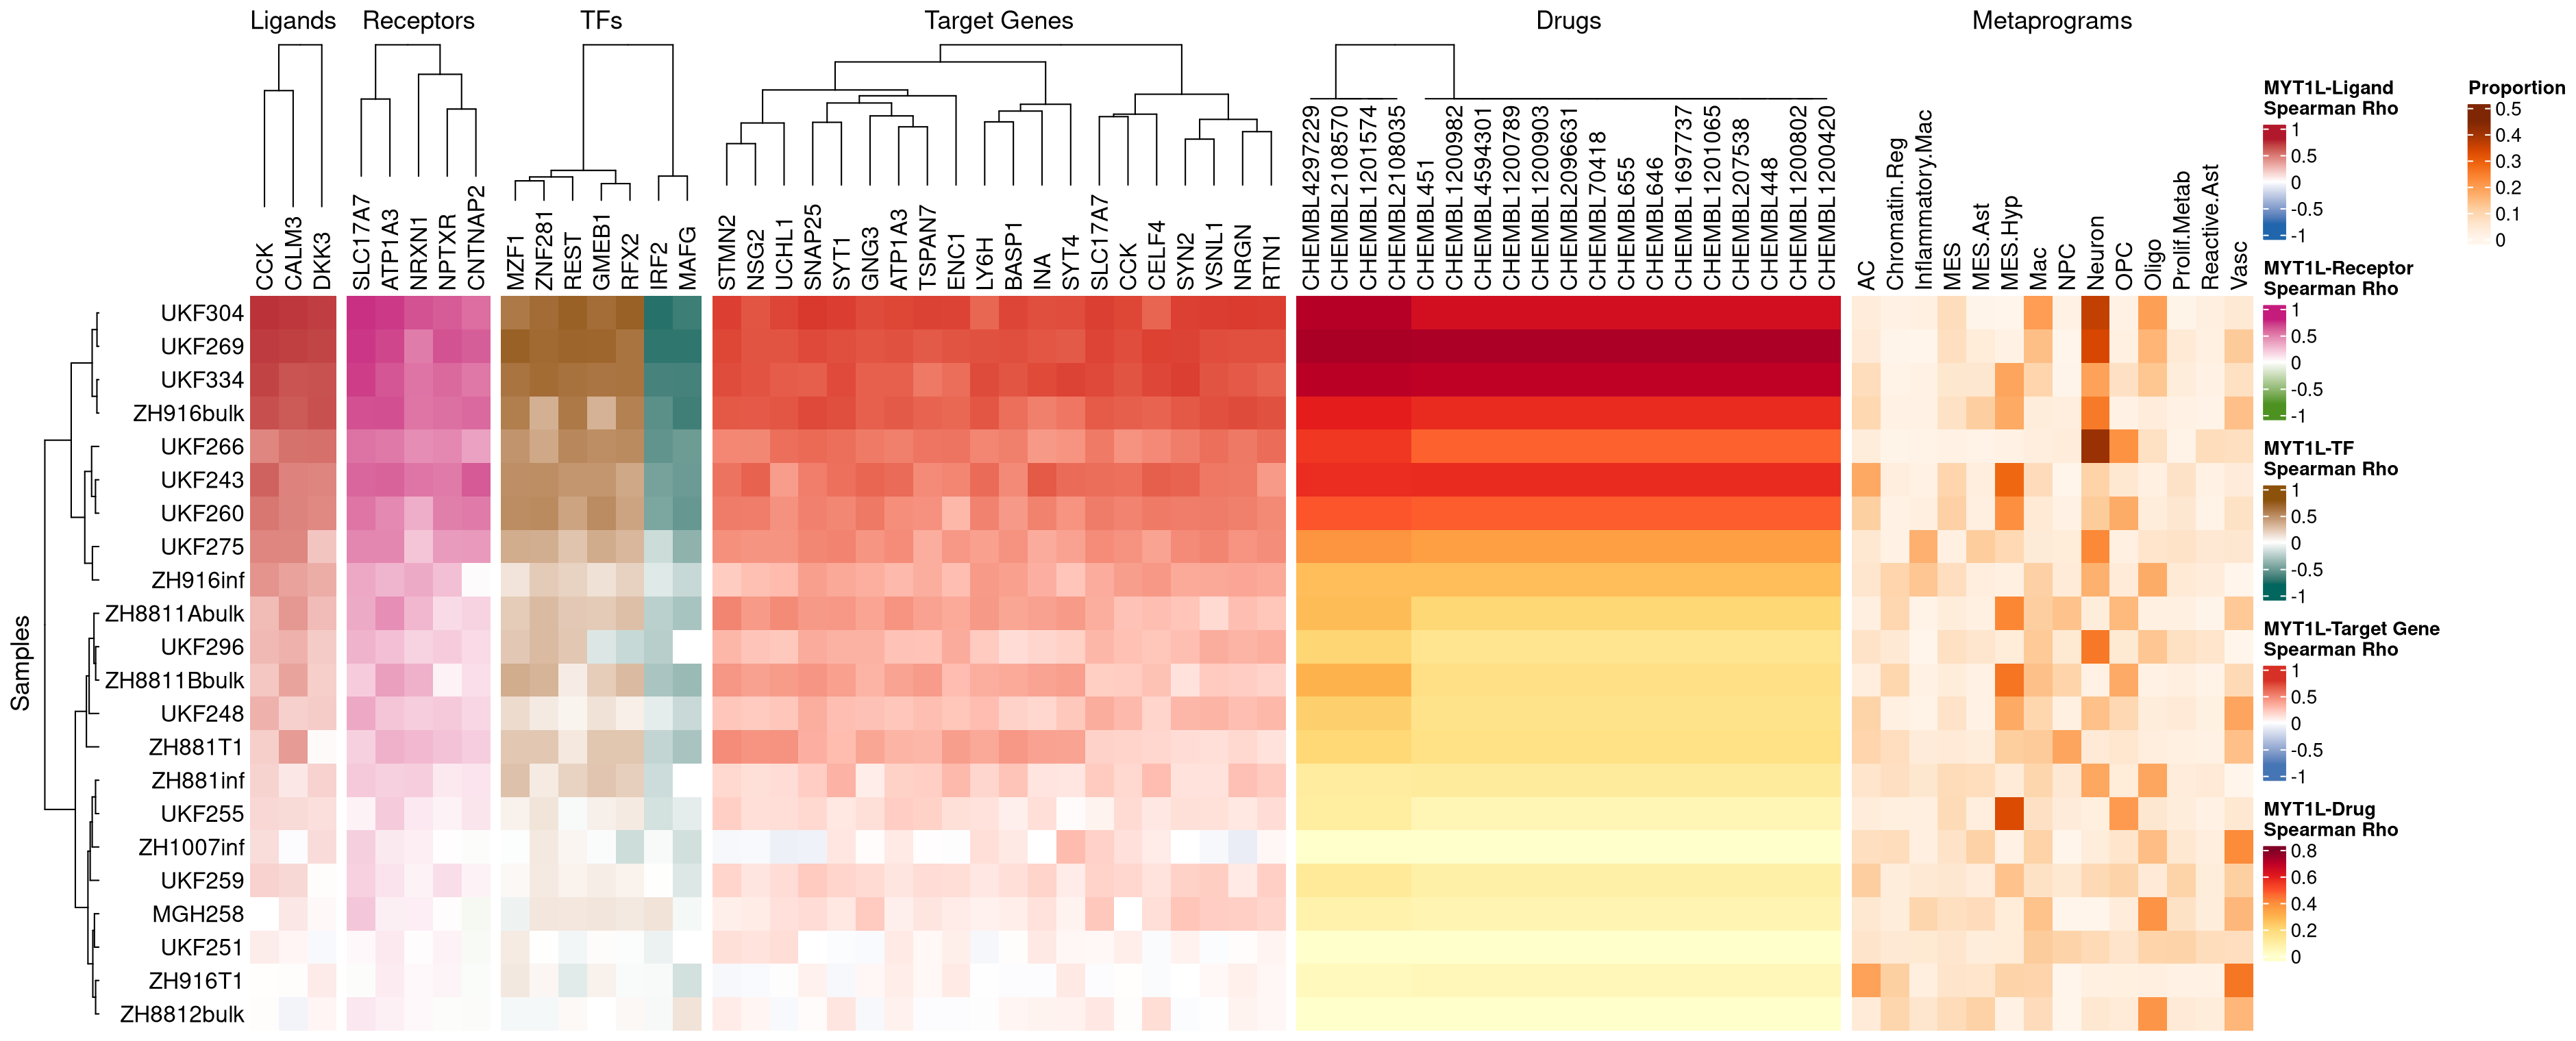 Ligands
Receptors
TFs
Target Genes
Drugs
Metaprograms
CCK
CALM3
DKK3
SLC17A7
ATP1A3
NRXN1
NPTXR
CNTNAP2
MZF1
ZNF281
REST
GMEB1
RFX2
IRF2
MAFG
STMN2
NSG2
UCHL1
SNAP25
SYT1
GNG3
ATP1A3
TSPAN7
ENC1
LY6H
BASP1
INA
SYT4
SLC17A7
CCK
CELF4
SYN2
VSNL1
NRGN
RTN1
CHEMBL4297229
CHEMBL2108570
CHEMBL1201574
CHEMBL2108035
CHEMBL451
CHEMBL1200982
CHEMBL4594301
CHEMBL1200789
CHEMBL1200903
CHEMBL2096631
CHEMBL70418
CHEMBL655
CHEMBL646
CHEMBL1697737
CHEMBL1201065
CHEMBL2075538
CHEMBL448
CHEMBL1200802
CHEMBL1200420
AC
Chromatin.Reg
Inflammatory.Mac
MES
MES.Ast
MES.Hyp
Mac
NPC
Neuron
OPC
Oligo
Prolif.Metab
Reactive.Ast
Vasc
Samples
UKF304
UKF269
UKF334
ZH916bulk
UKF266
UKF243
UKF260
UKF275
ZH916inf
ZH8811Abulk
UKF296
ZH8811Bbulk
UKF248
ZH881T1
ZH881inf
UKF255
ZH1007inf
UKF259
MGH258
UKF251
ZH916T1
ZH8812bulk
MYT1L-Ligand
Spearman Rho
1
0.5
0
-0.5
-1
MYT1L-Receptor
Spearman Rho
1
0.5
0
-0.5
-1
MYT1L-TF
Spearman Rho
1
0.5
0
-0.5
-1
MYT1L-Target Gene
Spearman Rho
1
0.5
0
-0.5
-1
MYT1L-Drug
Spearman Rho
0.8
0.6
0.4
0.2
0
Proportion
0.5
0.4
0.3
0.2
0.1
0